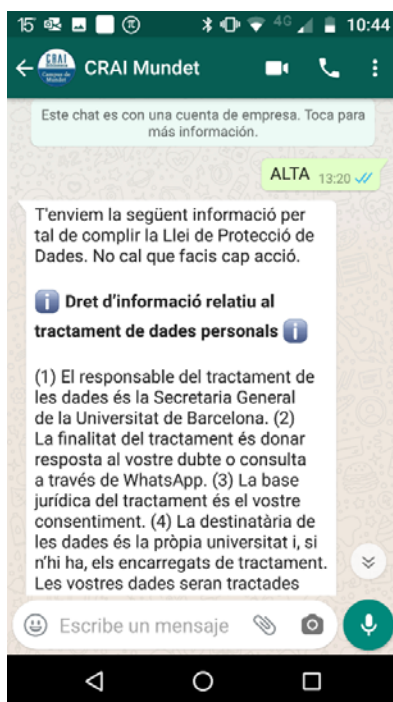 15 4G 10:44
CRAI
Campus de
Mundet
CRAI Mundet
Este chat es con una cuenta de empresa. Toca para
más información.
ALTA 13:20
T'enviem la següent informació per
tal de complir la Llei de Protecció de
Dades. No cal que facis cap acció.
Dret d'informació relatiu al
tractament de dades personals
(1) El responsable del tractament de
les dades és la Secretaria General
de la Universitat de Barcelona. (2)
La finalitat del tractament és donar
resposta al vostre dubte o consulta
a través de WhatsApp. (3) La base
jurídica del tractament és el vostre
consentiment. (4) La destinatària de
les dades és la pròpia universitat i, si
n'hi ha, els encarregats de tractament.
Les vostres dades seran tractades
Escribe un mensaje